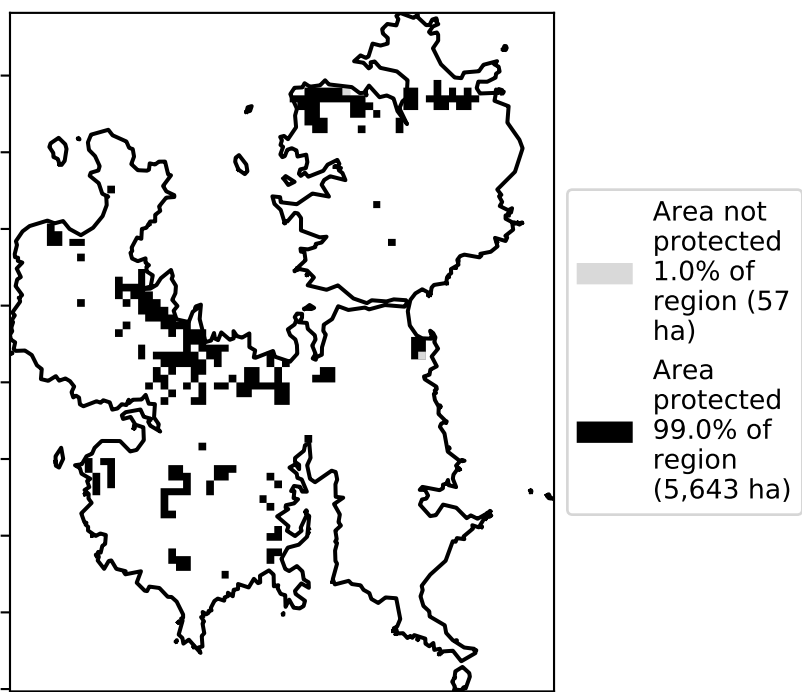 Area not
protected
1.0% of
region (57
ha)
Area
protected
99.0% of
region
(5,643 ha)